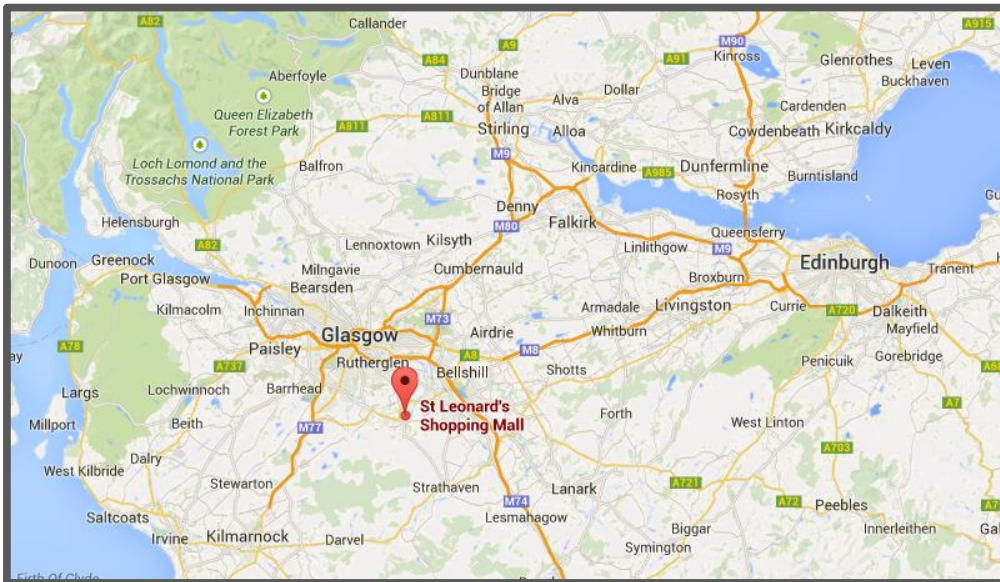 A82
Callander
A9
M90
A915
Kinross
Glenrothes
Leven
A84
A91
Buckhaven
Aberfoyle
Dunblane
Bridge
of Allan
Alva
Dollar
Queen Elizabeth
Forest Park
Cardenden
A811
A811
Stirling
Alloa
Cowdenbeath
Kirkcaldy
Loch Lomond and the
Trossachs National Park
Balfron
M9
Kincardine
A985
Dunfermline
Burntisland
Rosyth
Denny
Helensburgh
M80
Falkirk
Queensferry
A82
Lennoxtown
Kilsyth
Linlithgow
M9
Dunoon
Greenock
Milngavie
Cumbernauld
Edinburgh
Port Glasgow
Bearsden
Broxburn
Tranent
Kilmacolm
Inchinnan
Armadale
Livingston
Currie
A720
Dalkeith
M73
Airdrie
Whitburn
Mayfield
Glasgow
A78
Paisley
M8
A8
Gorebridge
Rutherglen
Penicuik
A737
Bellshill
Shotts
Largs
Lochwinnoch
Barrhead
St Leonard's
Shopping Mall
Forth
A7
Millport
Beith
M77
West Linton
A703
Dalry
West Kilbride
Stewarton
Strathaven
Lanark
A721
A72
Peebles
Saltcoats
M74
Lesmahagow
Irvine
Kilmarnock
Darvel
Biggar
Innerleithen
Symington
Firth Of Clyde